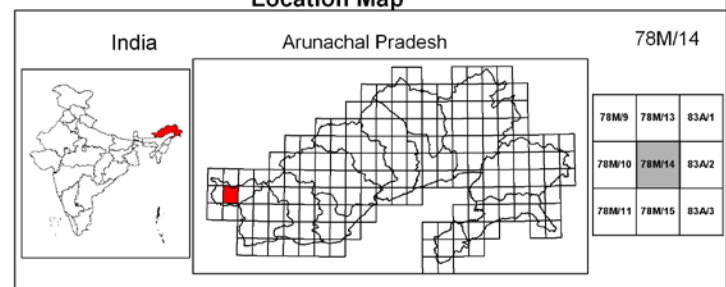 Location Map
India
Arunachal Pradesh
78M/14
78M/9 78M/13 83A/1
78M/10 78M/14 83A/2
78M/11 78M/15 83A/3